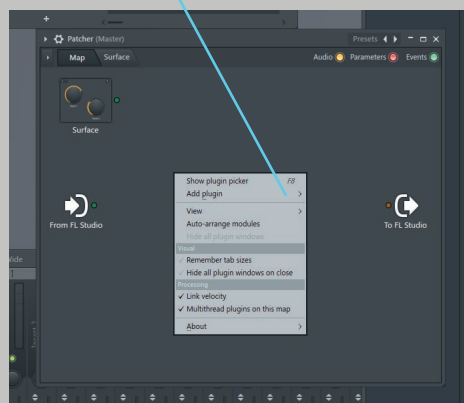 Patcher (Master)
Presets
Map
Surface
Audio
Parameters
Events
Surface
Show plugin picker F8
Add plugin
View
Auto-arrange modules
Hide all plugin windows
Visual
Remember tab sizes
Hide all plugin windows on close
Processing
Link velocity
Multithread plugins on this map
About
From FL Studio
To FL Studio